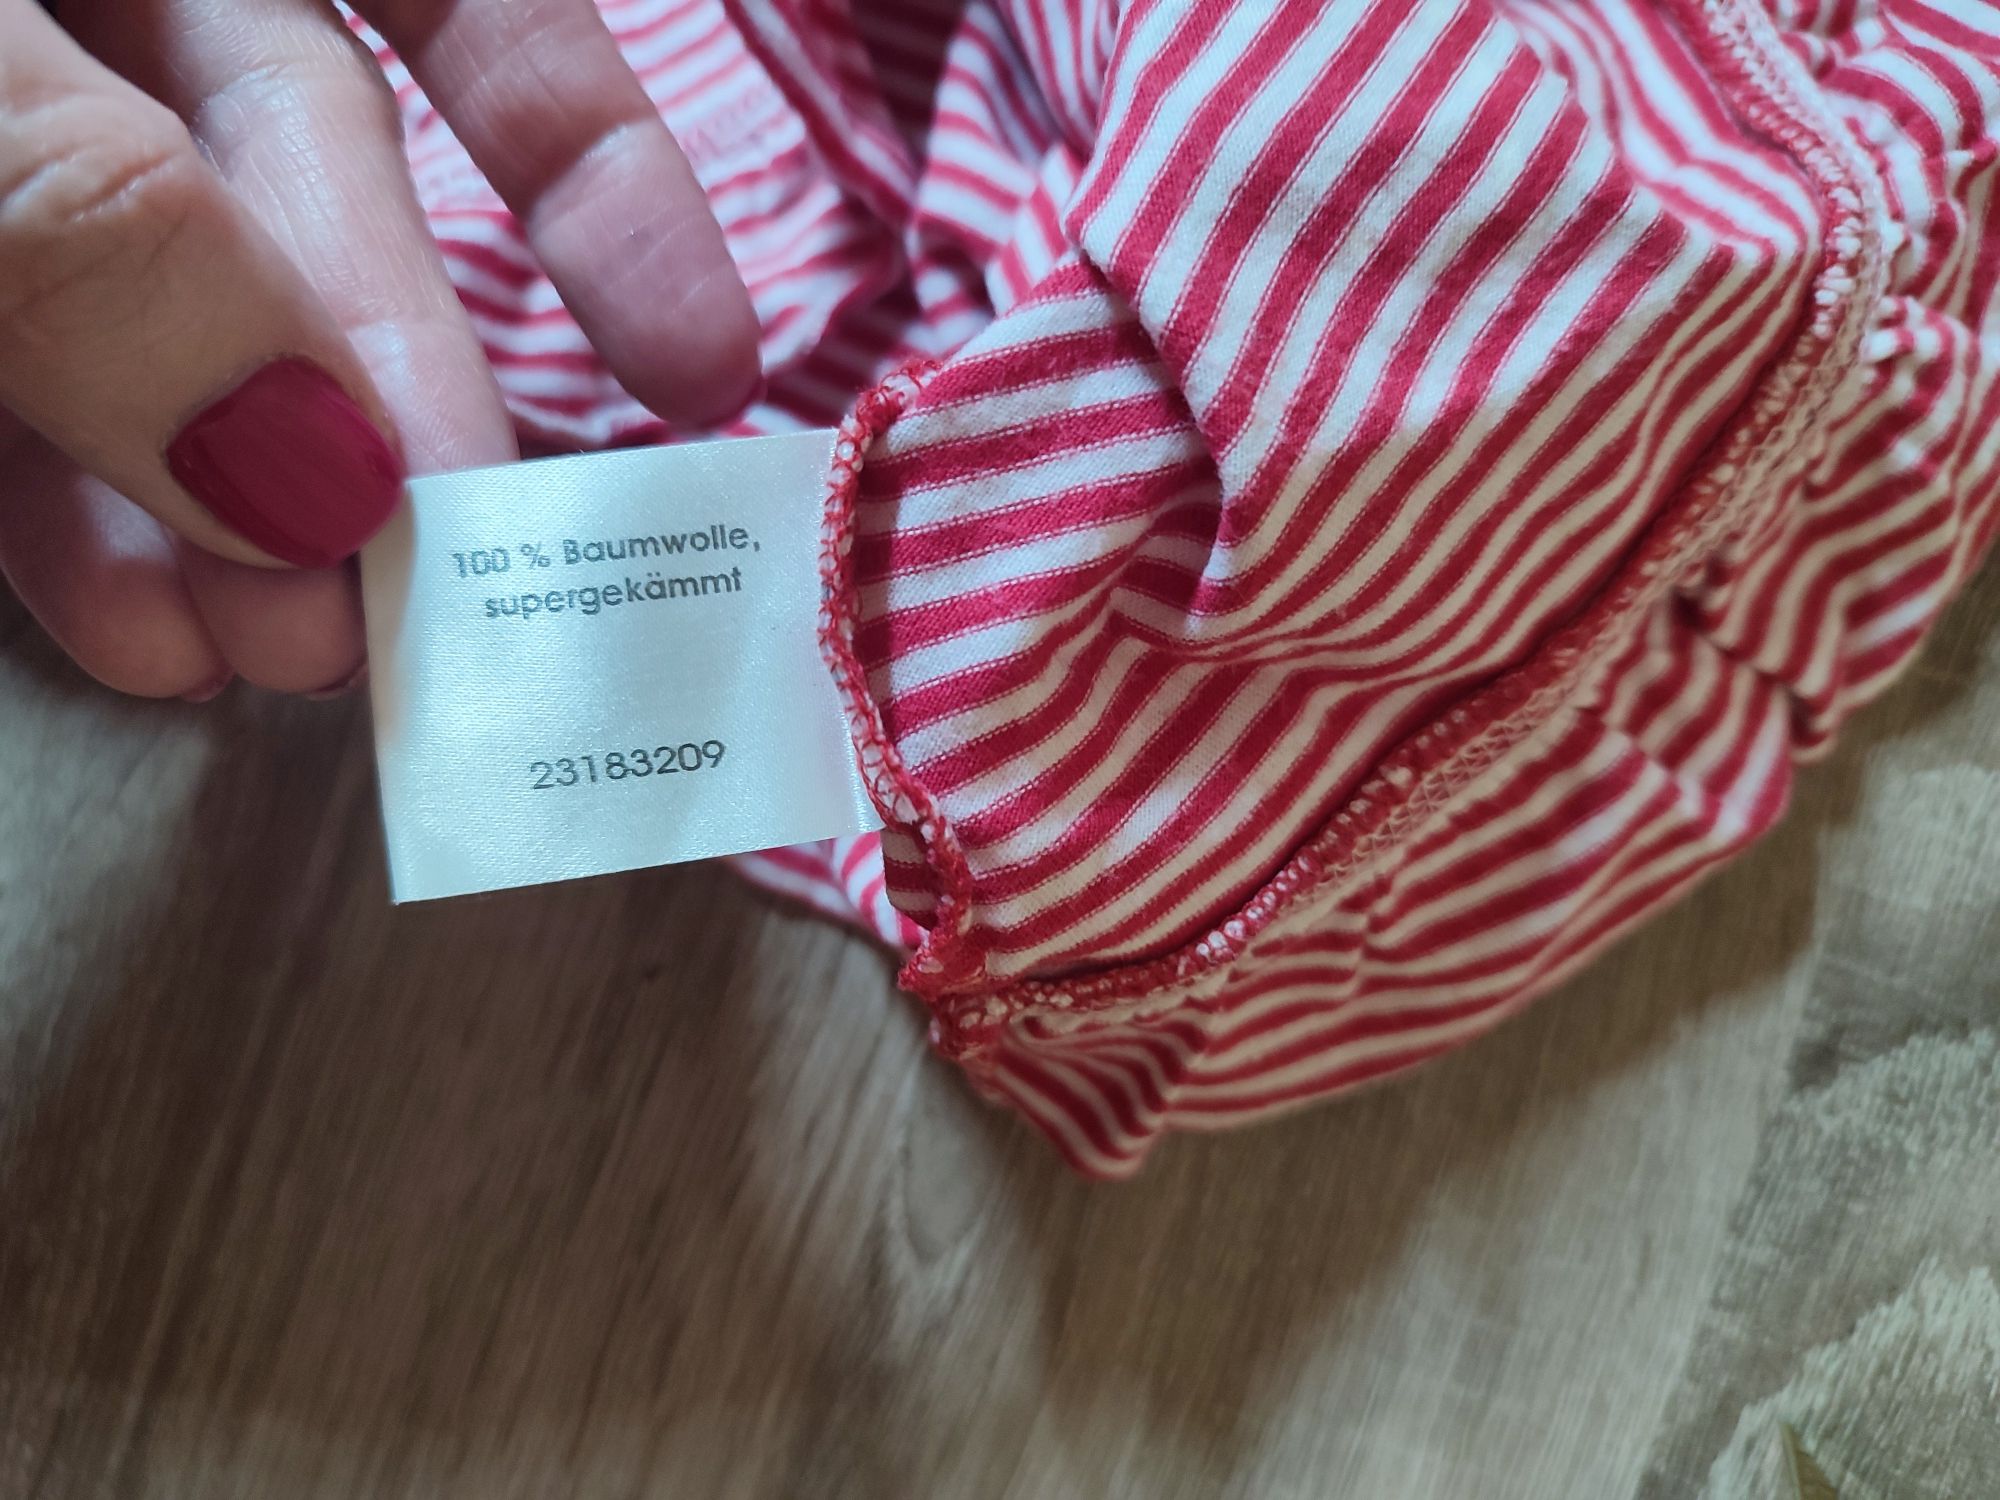 100 % Baumwolle,
supergekämmt
23183209